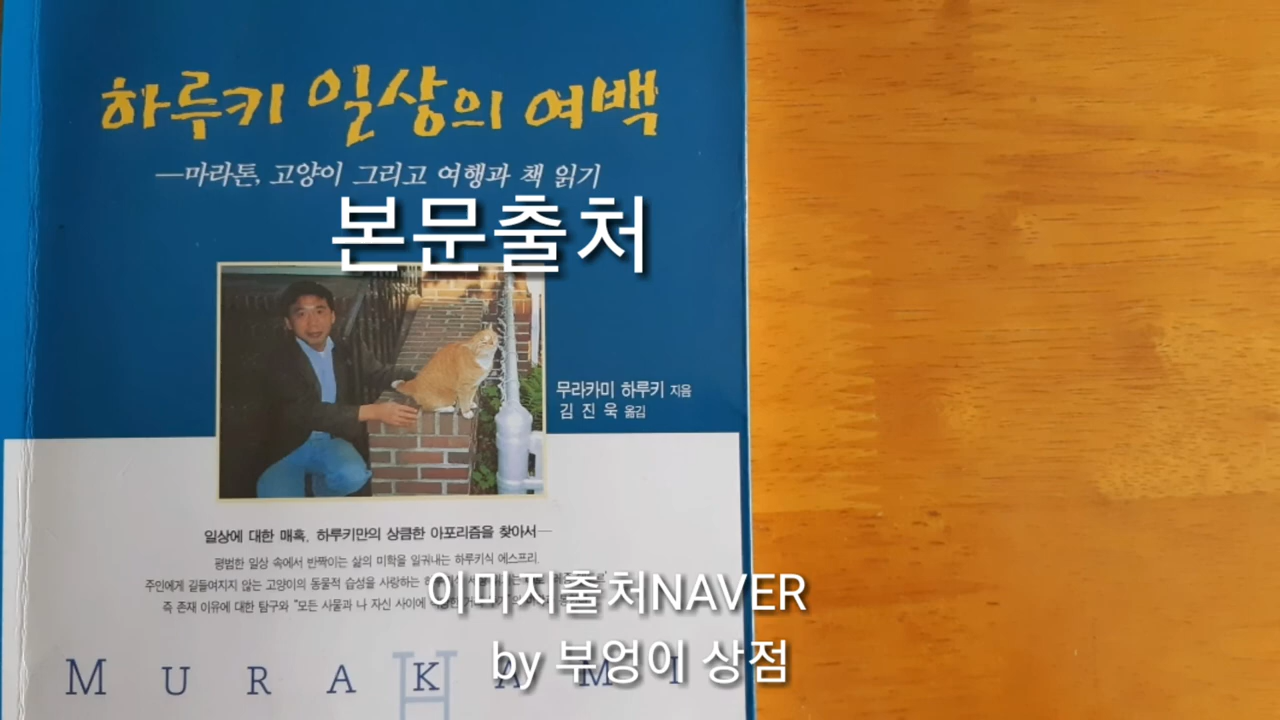 하루키 일상의 여백
—마라톤, 고양이 그리고 여행과 책 읽기
본문출처
무라카미 하루키 지음
김 진 욱 옮김
일상에 대한 매혹, 하루키만의 상큼한 아포리즘을 찾아서—
평범한 일상 속에서 반짝이는 삶의 미학을 일궈내는 하루키식 에스프리.
주인에게 길들여지지 않는 고양이의 동물적 습성을 사랑하는
이미지출처NAVER
즉 존재 이유에 대한 탐구와 "모든 사물과 나 자신 사이에
by 부엉이 상점
MURAKAMI
H